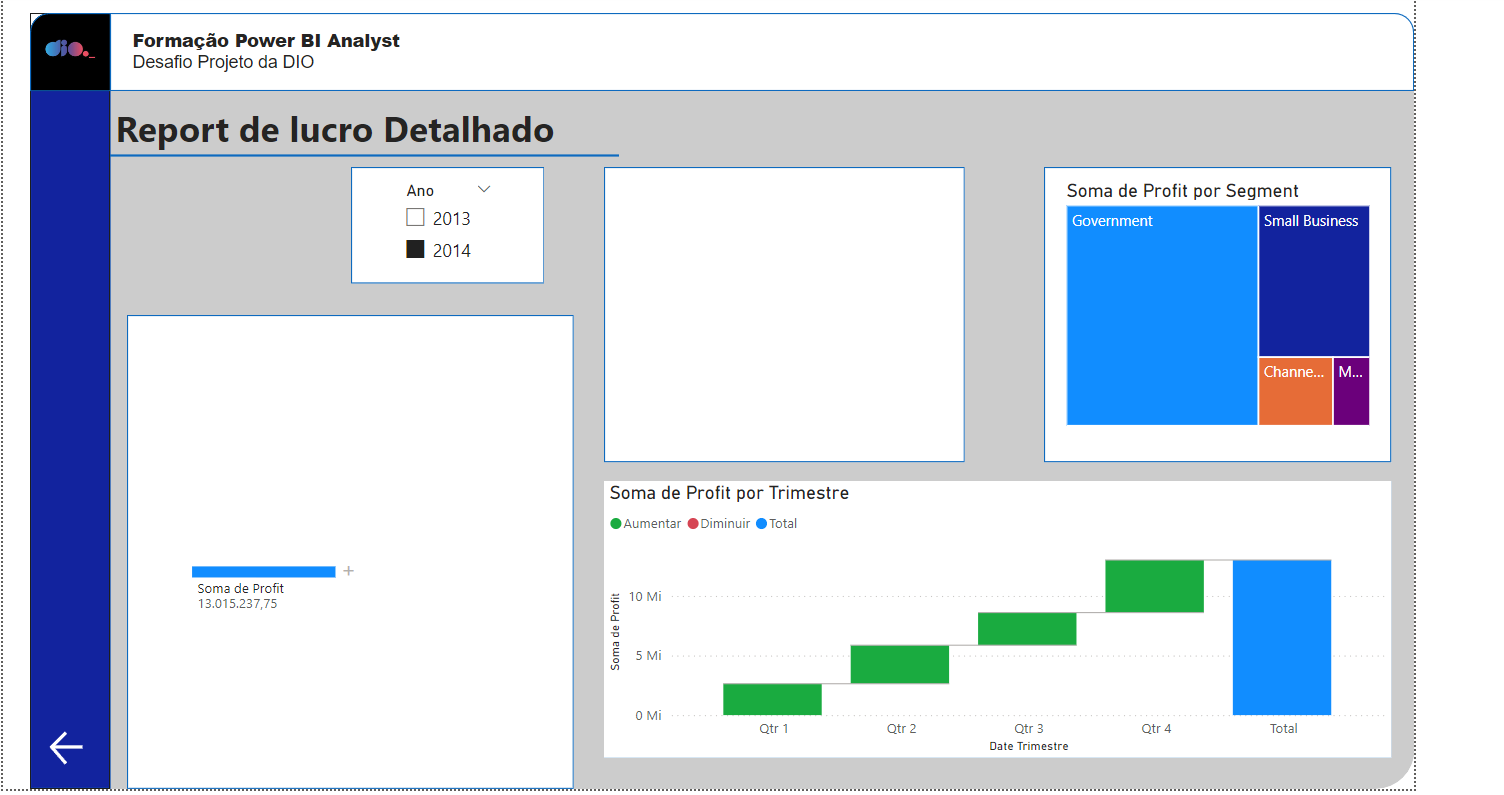 dio._
Formação Power BI Analyst
Desafio Projeto da DIO
Report de lucro Detalhado
Ano
2013
2014
Soma de Profit por Segment
Government
Small Business
Channe...
M...
Soma de Profit
13.015.237,75
Soma de Profit por Trimestre
Aumentar Diminuir Total
Soma de Profit
10 Mi
5 Mi
0 Mi
Qtr 1 Qtr 2 Qtr 3 Qtr 4 Total
Date Trimestre